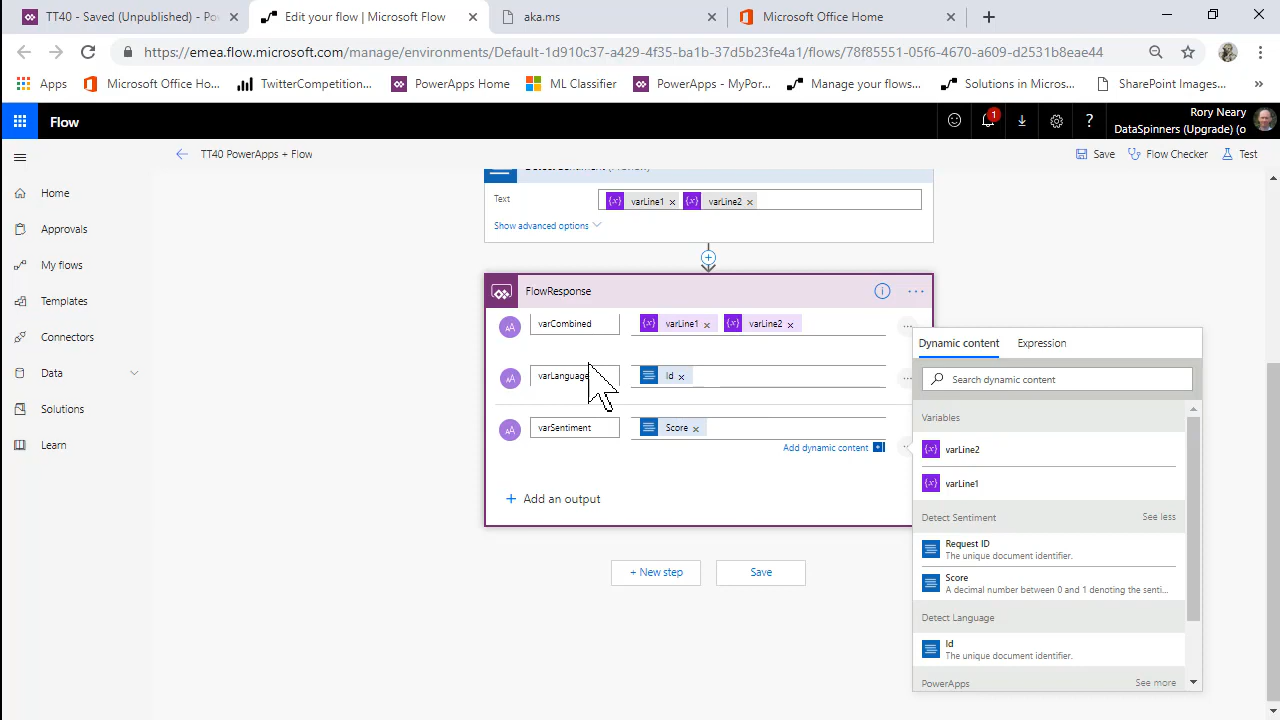 TT40 - Saved (Unpublished) - Po
Edit your flow | Microsoft Flow
aka.ms
Microsoft Office Home
https://emea.flow.microsoft.com/manage/environments/Default-1d910c37-a429-4f35-ba1b-37d5123fe4c1/flows/78f85551-05f6-4670-a609-d2531b8eae44
Apps
Microsoft Office Home
TwitterCompetition...
PowerApps Home
ML Classifier
PowerApps - MyPor...
Manage your flows...
Solutions in Micros...
SharePoint Images...
Flow
1
Rory Neary
DataSpinners (Upgrade) (o
TT40 PowerApps + Flow
Save
Flow Checker
Test
Home
Approvals
My flows
Templates
Connectors
Data
Solutions
Learn
Detect Sentiment (Preview)
Text
varLine1
varLine2
Show advanced options
FlowResponse
varCombined
varLine1
varLine2
varLanguage
Id
varSentiment
Score
Add dynamic content
Add an output
+ New step
Save
Dynamic content
Expression
Search dynamic content
Variables
varLine2
varLine1
Detect Sentiment
See less
Request ID
The unique document identifier.
Score
A decimal number between 0 and 1 denoting the senti...
Detect Language
Id
The unique document identifier.
PowerApps
See more